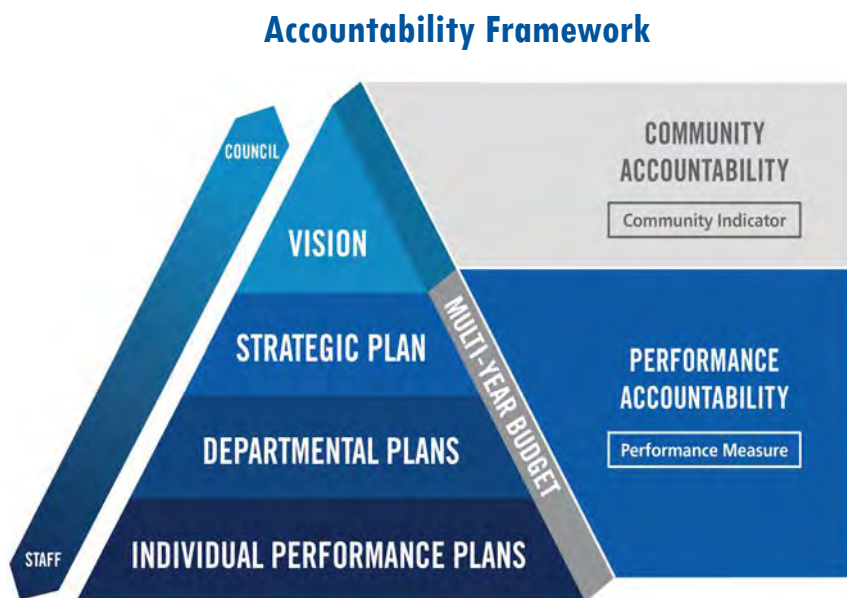 Accountability Framework
COUNCIL
VISION
STRATEGIC PLAN
DEPARTMENTAL PLANS
INDIVIDUAL PERFORMANCE PLANS
STAFF
MULTI-YEAR BUDGET
COMMUNITY
ACCOUNTABILITY
Community Indicator
PERFORMANCE
ACCOUNTABILITY
Performance Measure